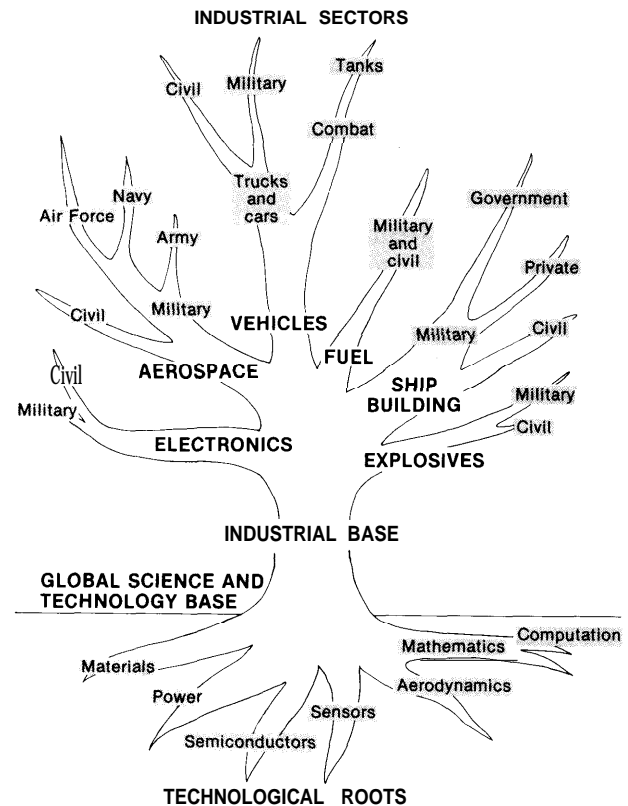 INDUSTRIAL SECTORS
Tanks
Civil
Military
Combat
Trucks
and
cars
Navy
Air Force
Army
Government
Military
and
civil
Private
Civil
Military
VEHICLES
Military
Civil
FUEL
AEROSPACE
SHIP
BUILDING
Civil
Military
Military
Civil
ELECTRONICS
EXPLOSIVES
INDUSTRIAL BASE
GLOBAL SCIENCE AND
TECHNOLOGY BASE
Computation
Mathematics
Materials
Aerodynamics
Power
Sensors
Semiconductors
TECHNOLOGICAL ROOTS